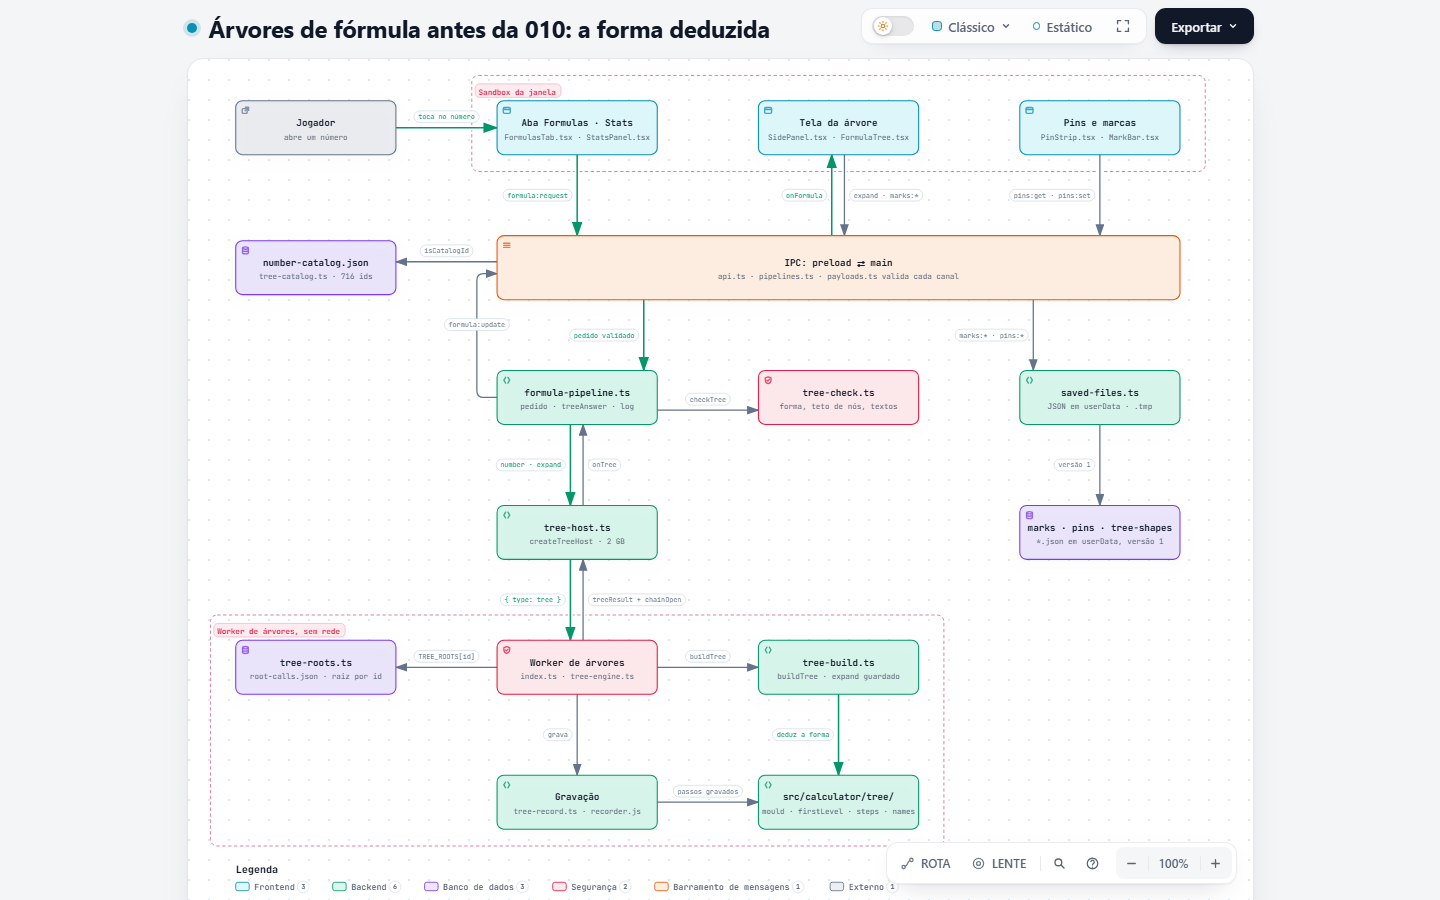 Árvores de fórmula antes da 010: a forma deduzida
Clássico
Estático
Exportar
Sandbox da janela
Jogador
abre um número
toca no número
Aba Formulas · Stats
FormulasTab.tsx · StatsPanel.tsx
Tela da árvore
SidePanel.tsx · FormulaTree.tsx
Pins e marcas
PinStrip.tsx · MarkBar.tsx
formula:request
onFormula
expand · marks:*
pins:get · pins:set
number-catalog.json
tree-catalog.ts · 716 ids
isCatalogId
IPC: preload ⇄ main
api.ts · pipelines.ts · payloads.ts valida cada canal
formula:update
pedido validado
marks:* · pins:*
formula-pipeline.ts
pedido · treeAnswer · log
checkTree
tree-check.ts
forma, teto de nós, textos
saved-files.ts
JSON em userData · .tmp
number · expand
onTree
versão 1
tree-host.ts
createTreeHost · 2 GB
marks · pins · tree-shapes
*.json em userData, versão 1
{ type: tree }
treeResult + chainOpen
Worker de árvores, sem rede
tree-roots.ts
root-calls.json · raiz por id
TREE_ROOTS[id]
Worker de árvores
index.ts · tree-engine.ts
buildTree
tree-build.ts
buildTree · expand guardado
grava
deduz a forma
Gravação
tree-record.ts · recorder.js
passos gravados
src/calculator/tree/
mould · firstLevel · steps · names
Legenda
Frontend 3
Backend 6
Banco de dados 3
Segurança 2
Barramento de mensagens 1
Externo 1
ROTA
LENTE
100%